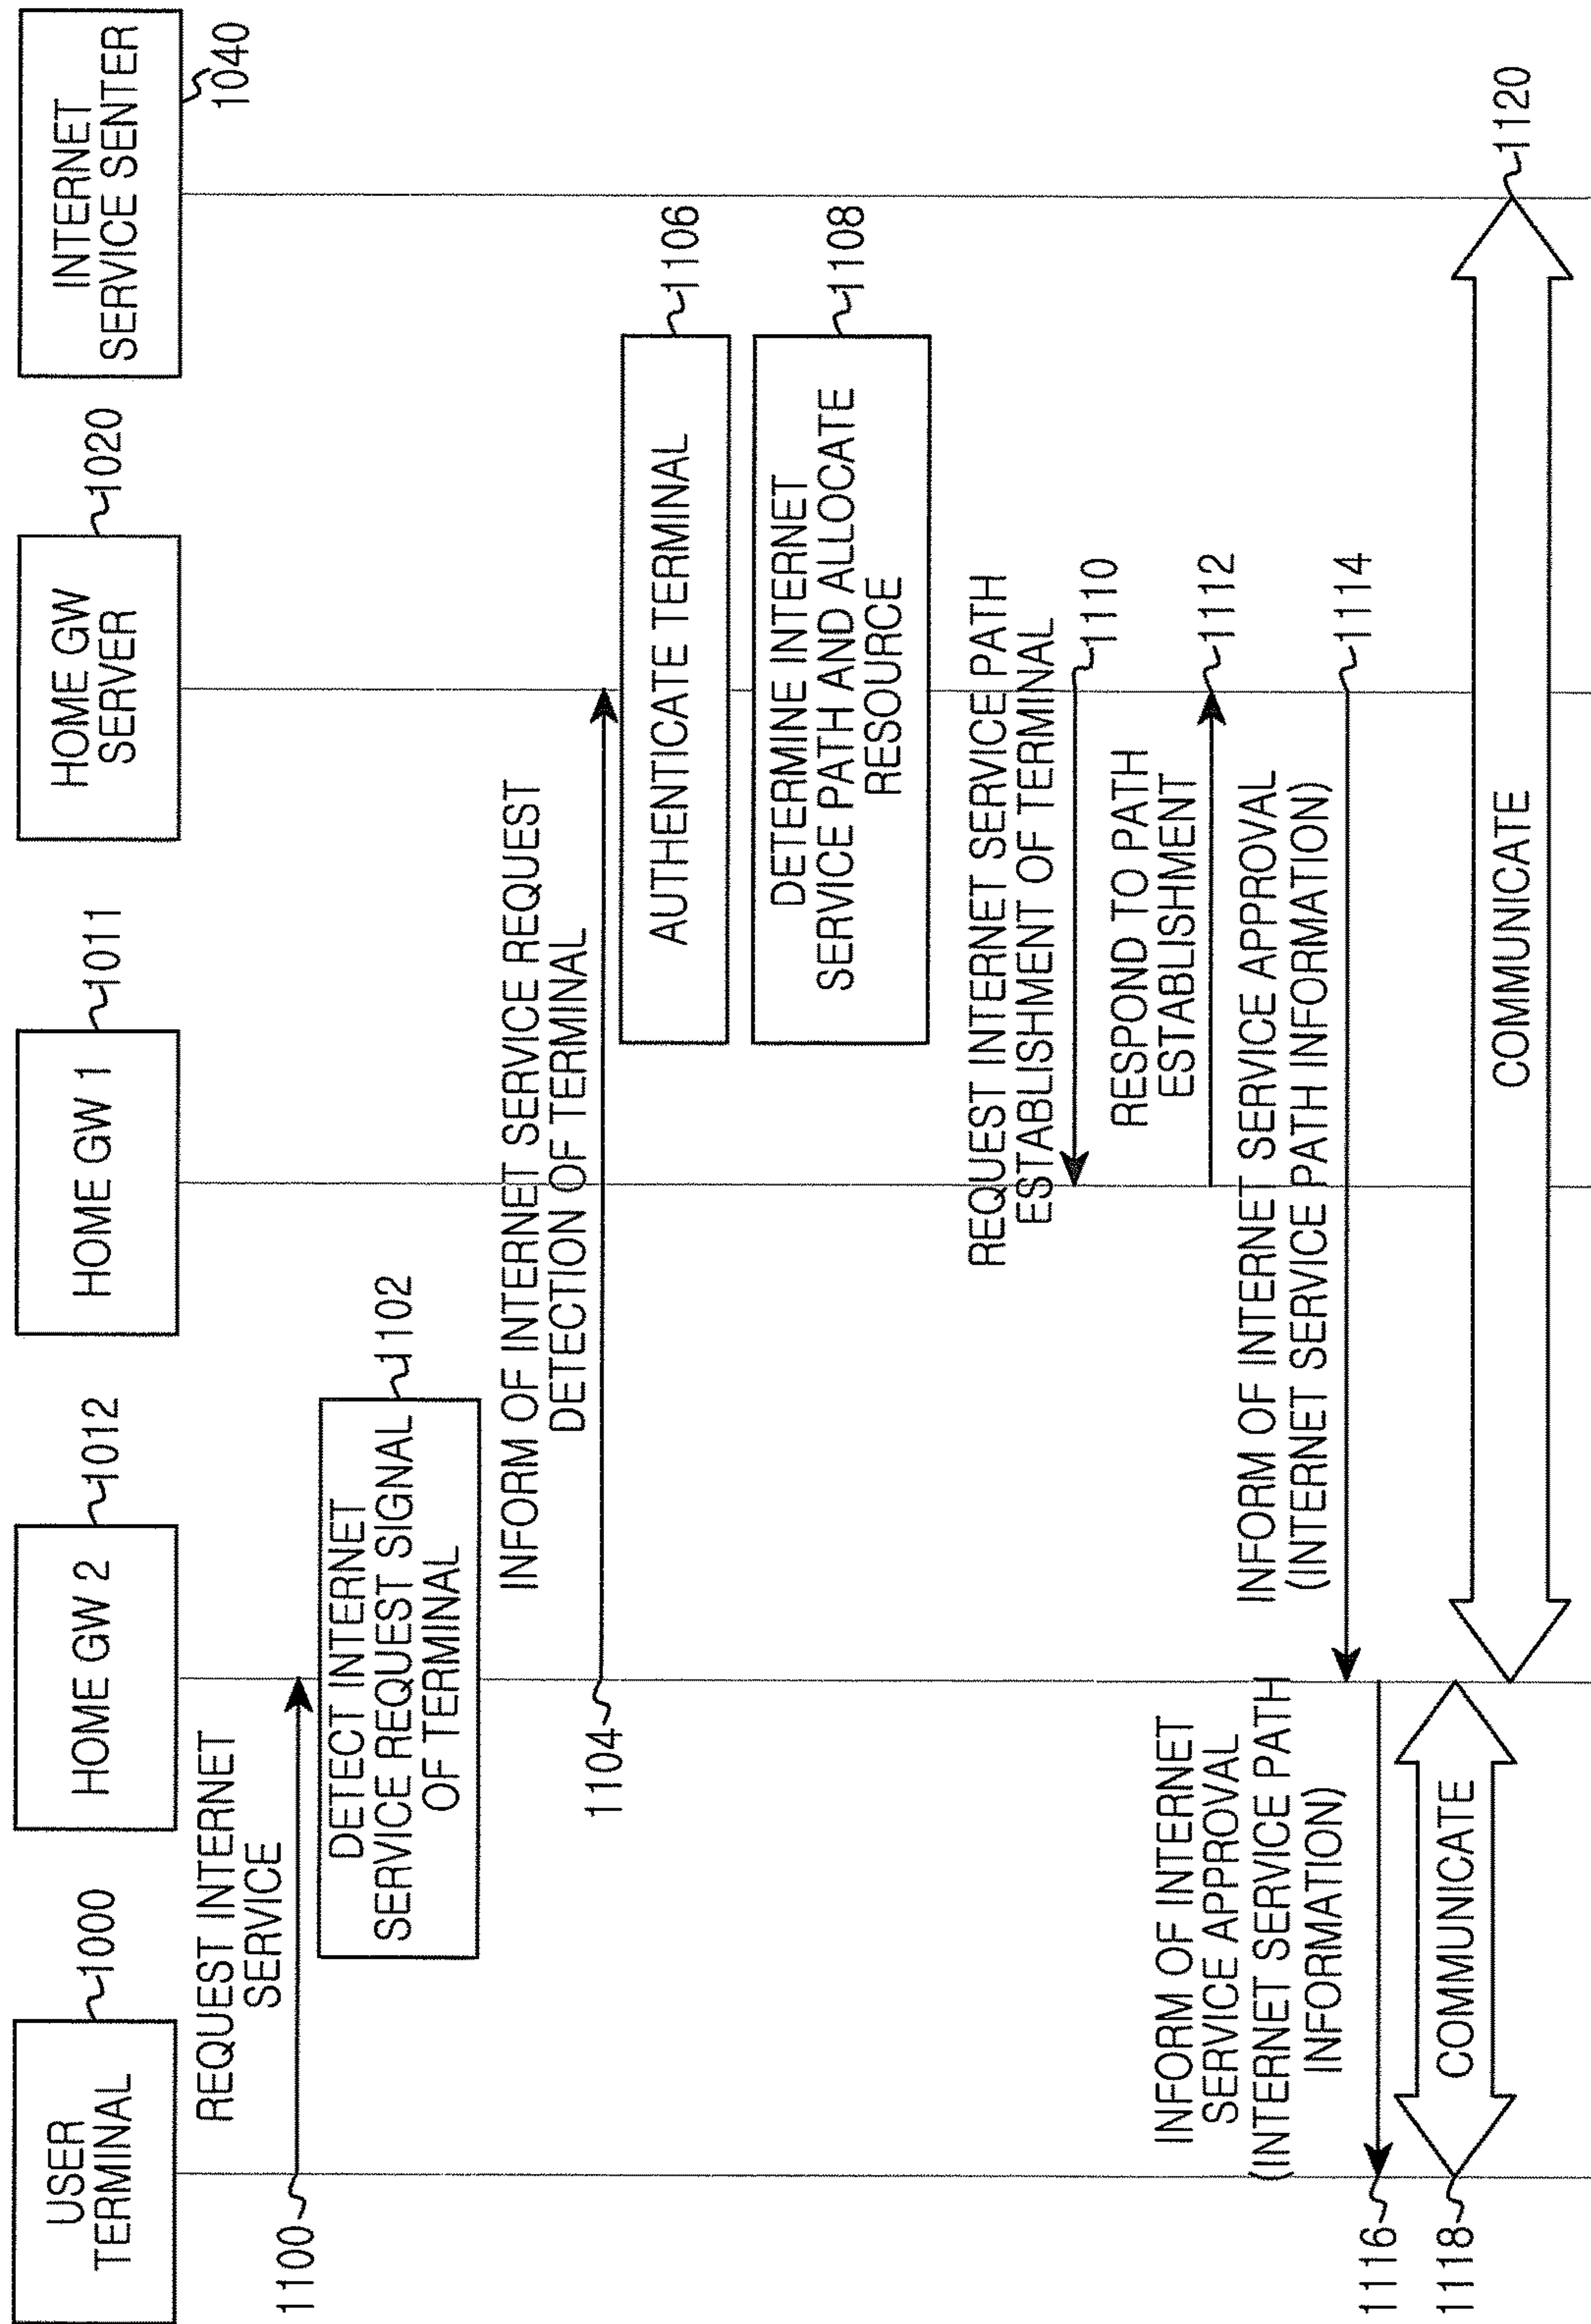 USER
TERMINAL
1000
HOME GW 2
1012
HOME GW 1
1011
HOME GW
SERVER
1020
INTERNET
SERVICE SENTER
1040
REQUEST INTERNET
SERVICE
1100
DETECT INTERNET
SERVICE REQUEST SIGNAL
OF TERMINAL
1102
INFORM OF INTERNET SERVICE REQUEST
DETECTION OF TERMINAL
1104
AUTHENTICATE TERMINAL
1106
DETERMINE INTERNET
SERVICE PATH AND ALLOCATE
RESOURCE
1108
REQUEST INTERNET SERVICE PATH
ESTABLISHMENT OF TERMINAL
1110
RESPOND TO PATH
ESTABLISHMENT
1112
INFORM OF INTERNET SERVICE APPROVAL
(INTERNET SERVICE PATH INFORMATION)
1114
INFORM OF INTERNET
SERVICE APPROVAL
(INTERNET SERVICE PATH
INFORMATION)
1116
COMMUNICATE
1118
COMMUNICATE
1120